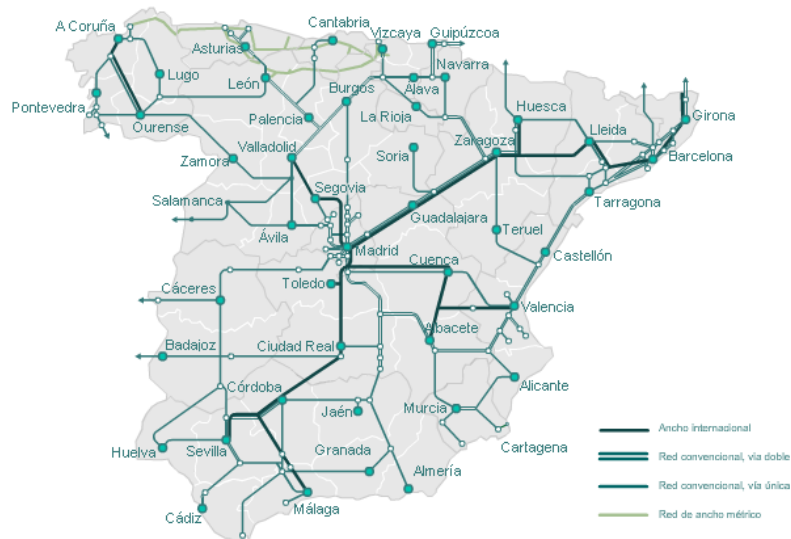 Cantabria
A Coruña
Vizcaya
Guipúzcoa
Asturias
Lugo
León
Burgos
Alava
Navarra
Pontevedra
Ourense
Palencia
La Rioja
Huesca
Girona
Zaragoza
Lleida
Zamora
Valladolid
Soria
Barcelona
Salamanca
Segovia
Tarragona
Guadalajara
Ávila
Teruel
Madrid
Cuenca
Castellón
Toledo
Cáceres
Valencia
Albacete
Badajoz
Ciudad Real
Córdoba
Alicante
Jaén
Murcia
Huelva
Sevilla
Granada
Cartagena
Almería
Cádiz
Málaga
Ancho internacional
Red convencional, via doble
Red convencional, vía única
Red de ancho métrico